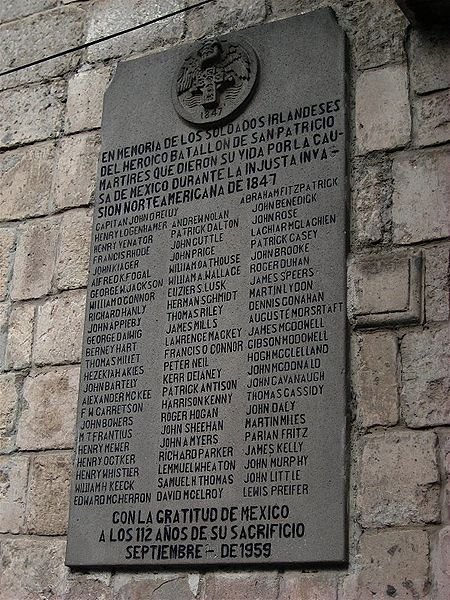 1847
EN MEMORIA DE LOS SOLDADOS IRLANDESES
DEL HEROICO BATALLON DE SAN PATRICIO
MARTIRES QUE DIERON SU VIDA POR LA CAU-
SA DE MEXICO DURANTE LA INJUSTA INVA-
SION NORTEAMERICANA DE 1847
CAPITAN JOHN O'REILLY
HENRY LOGENHAMER
HENRY VENATOR
FRANCIS RHODE
JOHN KLAGER
ALFRED K. FOGAL
GEORGE W. JACKSON
WILLIAM O'CONNOR
RICHARD HANLY
JOHN APPLEBY
GEORGE DALWIG
BERNEY HART
THOMAS MILLET
HEZEKIAH AKLES
JOHN BARTELY
ALEXANDER MCKEE
F. W. GARRETSON
JOHN BOWERS
M.T. FRANTIUS
HENRY MEWER
HENRY OCTKER
HENRY WHISTLER
WILLIAM H. KEECK
EDWARD MCHERRON
ANDREW NOLAN
PATRICK DALTON
JOHN CUTTLE
JOHN PRICE
WILLIAM OATHOUSE
WILLIAM A. WALLACE
ELIZIER S. LUSK
HERMAN SCHMIDT
THOMAS RILEY
JAMES MILLS
LAWRENCE MACKEY
FRANCIS O'CONNOR
PETER NEIL
KERR DELANEY
PATRICK ANTISON
HARRISON KENNY
ROGER HOGAN
JOHN SHEEHAN
JOHN A. MYERS
RICHARD PARKER
LEMMUEL WHEATON
SAMUEL H. THOMAS
DAVID MCELROY
ABRAHAM FITZPATRICK
JOHN BENEDICK
JOHN ROSE
LACHIAR MCLACHLEN
PATRICK CASEY
JOHN BROOKE
ROGER DUHAN
JAMES SPEERS
MARTIN LYDON
DENNIS CONAHAN
AUGUSTE MORSTAFT
JAMES MCDOWELL
GIBSON MCDOWELL
HOGH MCCLELLAND
JOHN MCDONALD
JOHN CAVANAUGH
THOMAS CASSIDY
JOHN DALY
MARTIN MILES
PARIAN FRITZ
JAMES KELLY
JOHN MURPHY
JOHN LITTLE
LEWIS PREIFER
CON LA GRATITUD DE MEXICO
A LOS 112 AÑOS DE SU SACRIFICIO
SEPTIEMBRE - DE 1959